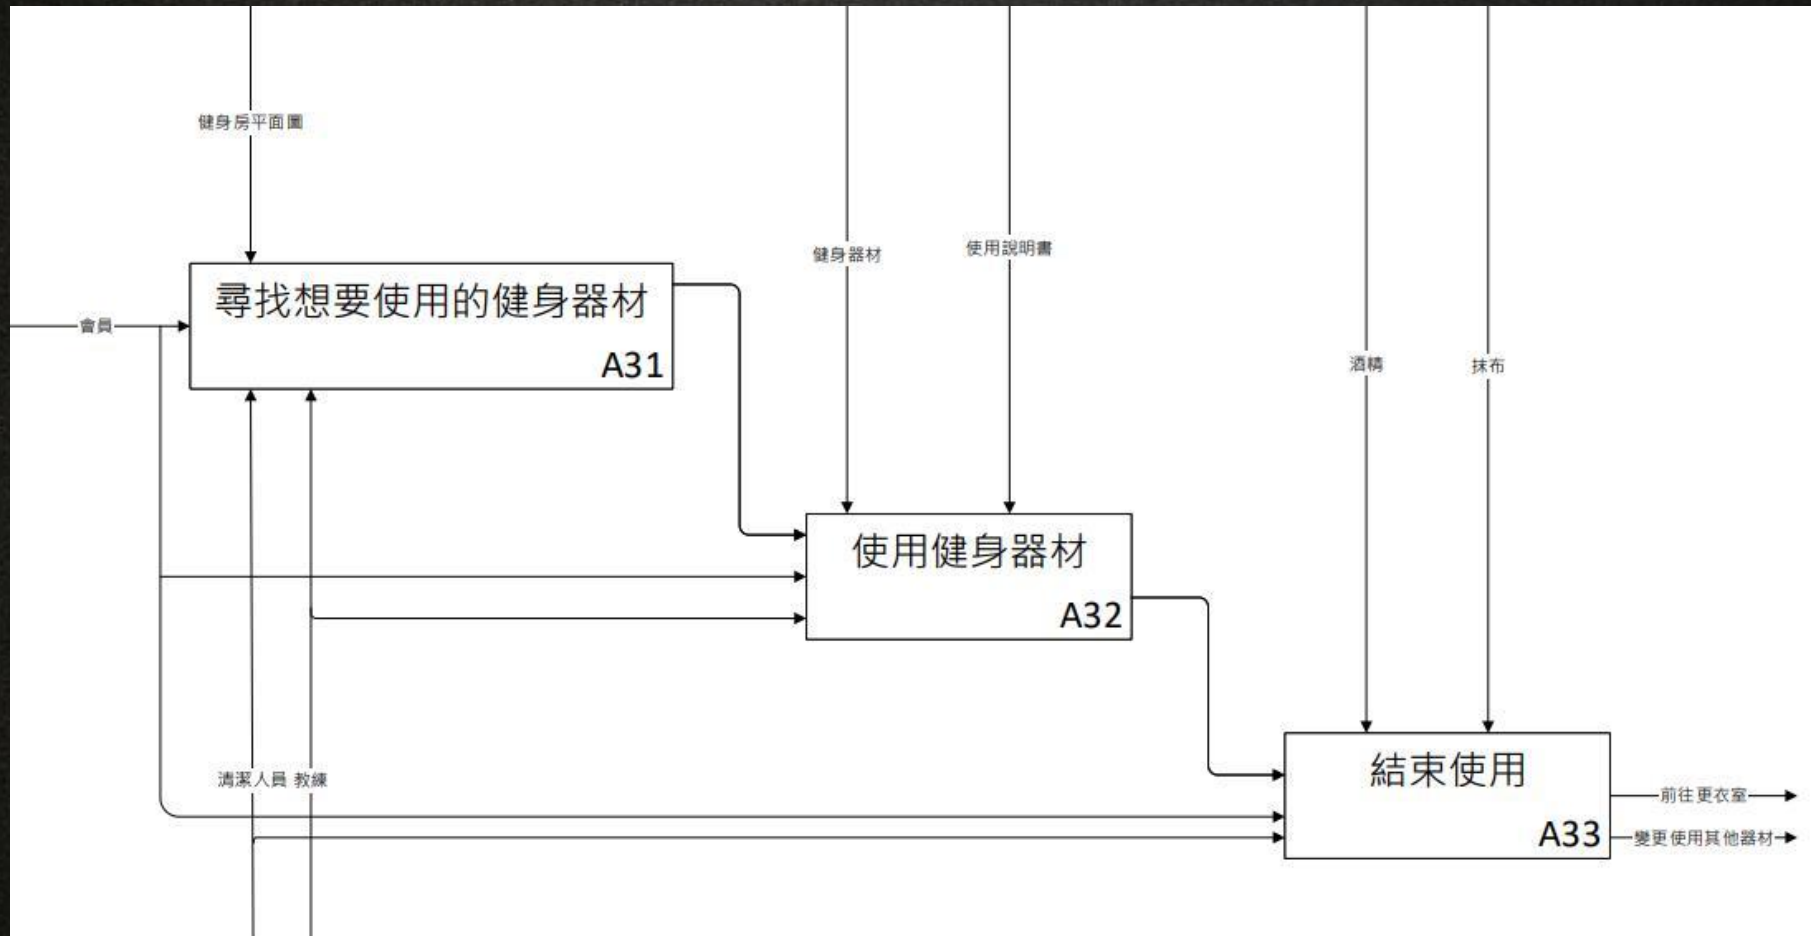 健身房平面圖
健身器材
使用說明書
會員
尋找想要使用的健身器材
A31
酒精
抹布
使用健身器材
A32
清潔人員 教練
結束使用
A33
前往更衣室
變更使用其他器材